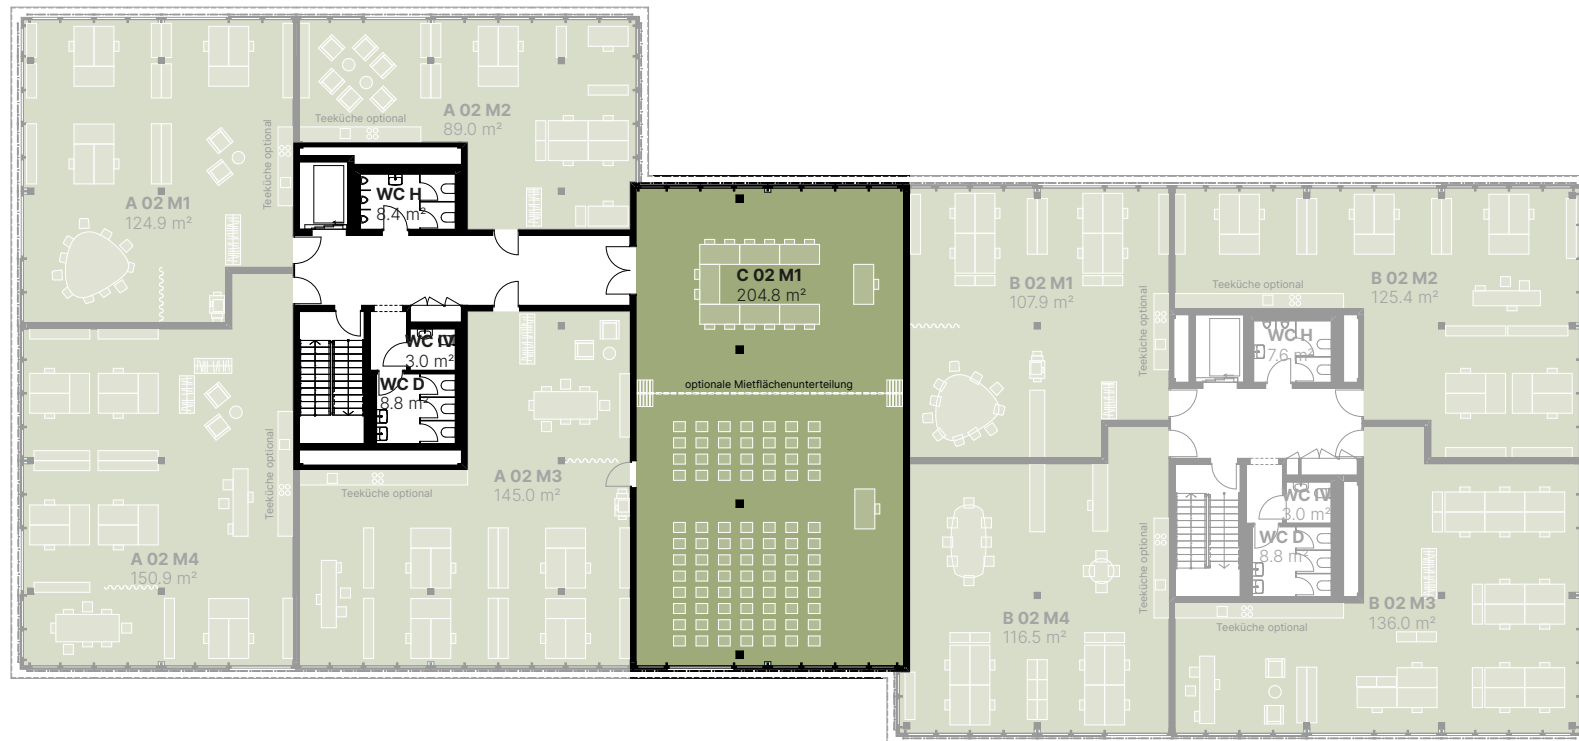 A 02 M1
124.9 m²
Teeküche optional
Teeküche optional
A 02 M2
89.0 m²
WC H
8.4 m²
WC IV
3.0 m²
WC D
8.8 m²
A 02 M3
145.0 m²
Teeküche optional
Teeküche optional
A 02 M4
150.9 m²
C 02 M1
204.8 m²
optionale Mietflächenunterteilung
B 02 M1
107.9 m²
Teeküche optional
Teeküche optional
B 02 M2
125.4 m²
WC H
7.6 m²
WC IV
3.0 m²
WC D
8.8 m²
B 02 M3
136.0 m²
Teeküche optional
Teeküche optional
B 02 M4
116.5 m²